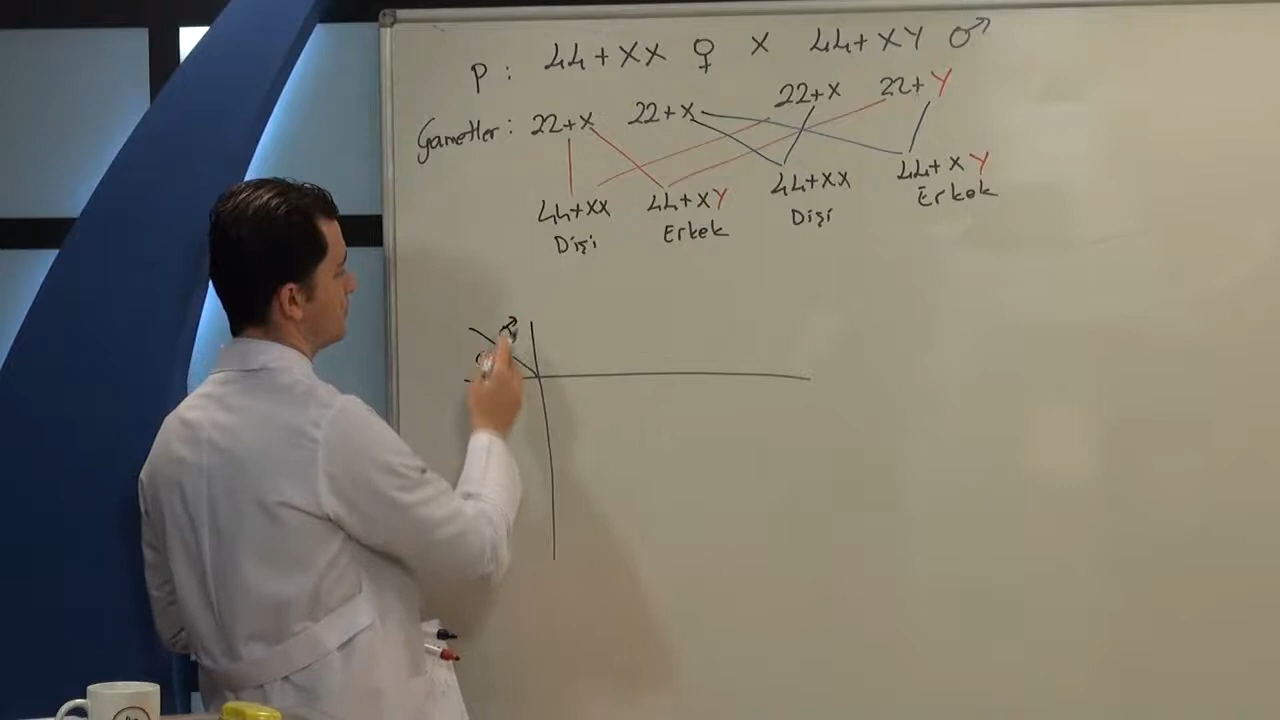 P : 44+XX ♀ X 44+XY ♂
Gametler : 22+X 22+X 22+X 22+Y
44+XX 44+XY 44+XX 44+XY
Dişi Erkek Dişi Erkek
♂